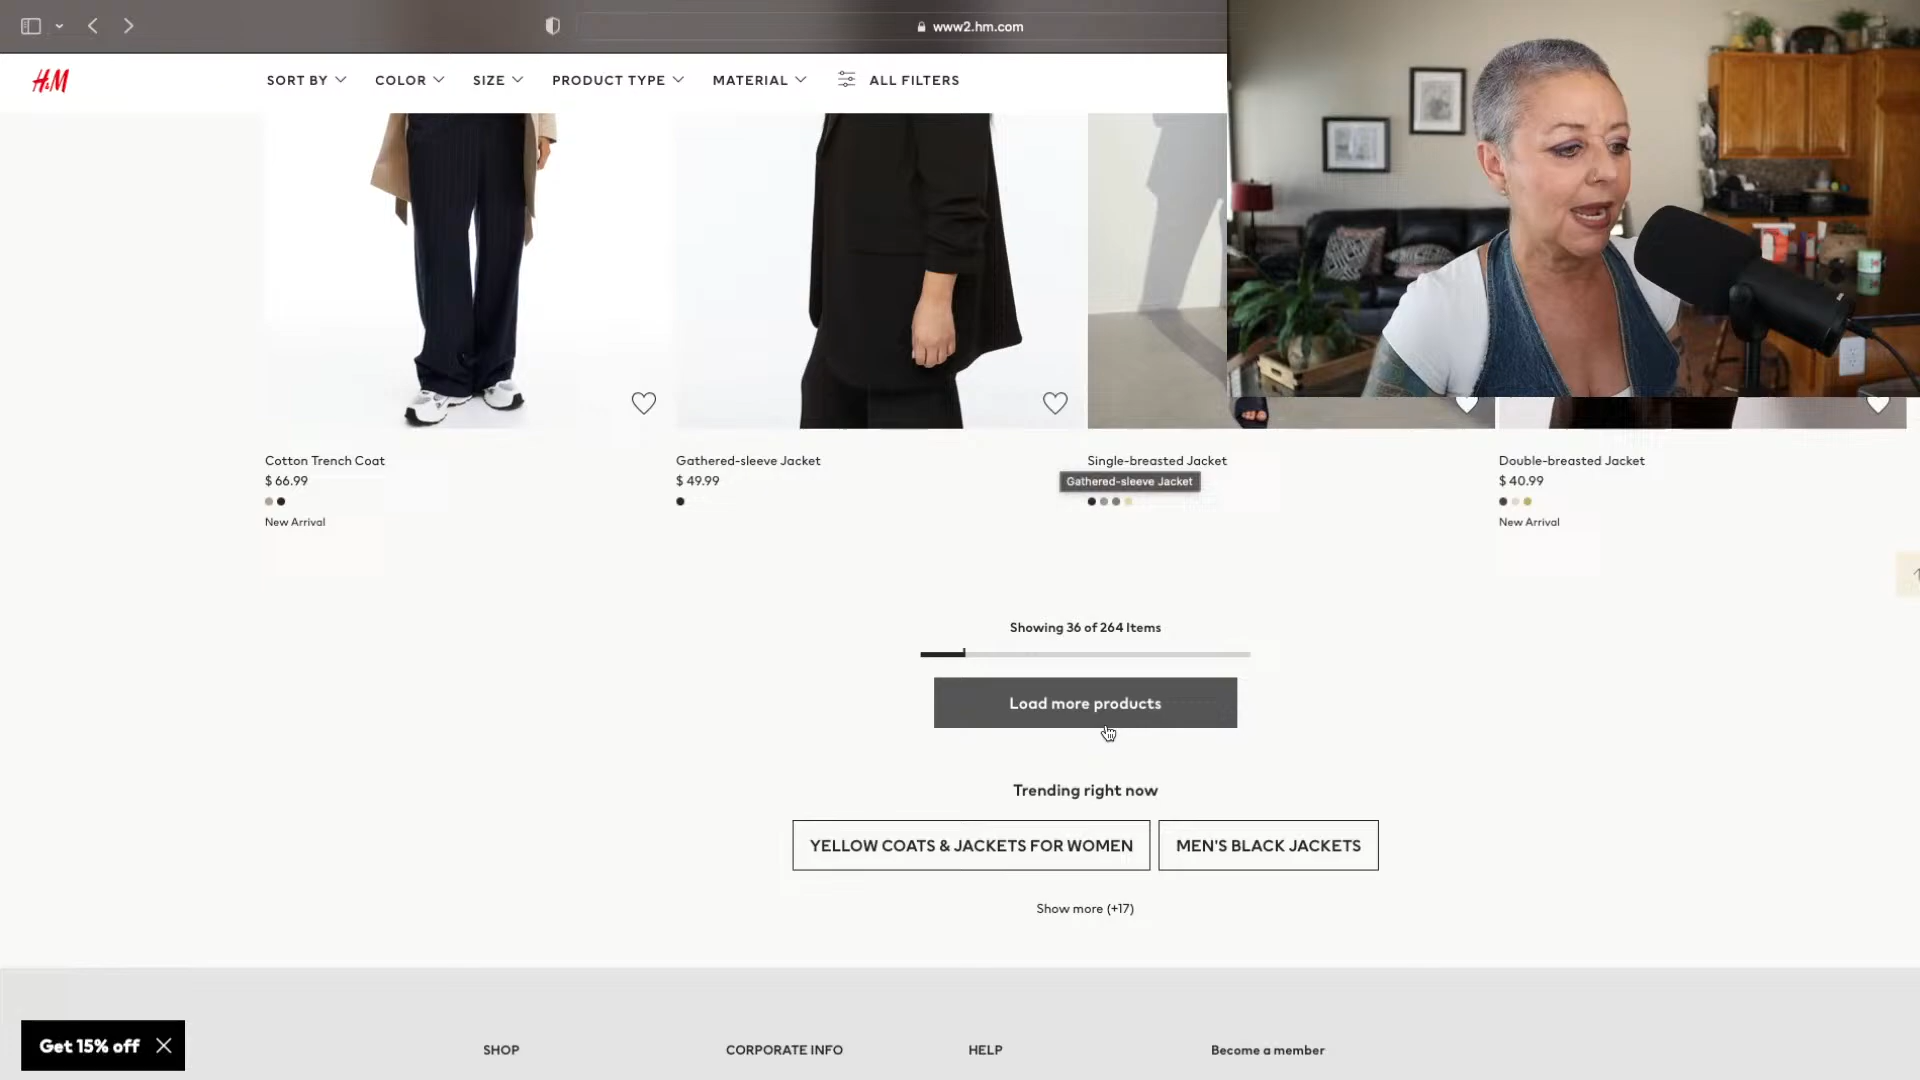 www2.hm.com
H&M
SORT BY
COLOR
SIZE
PRODUCT TYPE
MATERIAL
ALL FILTERS
Cotton Trench Coat
$ 66.99
New Arrival
Gathered-sleeve Jacket
$ 49.99
Single-breasted Jacket
Gathered-sleeve Jacket
Double-breasted Jacket
$ 40.99
New Arrival
Showing 36 of 264 Items
Load more products
Trending right now
YELLOW COATS & JACKETS FOR WOMEN
MEN'S BLACK JACKETS
Show more (+17)
Get 15% off
SHOP
CORPORATE INFO
HELP
Become a member